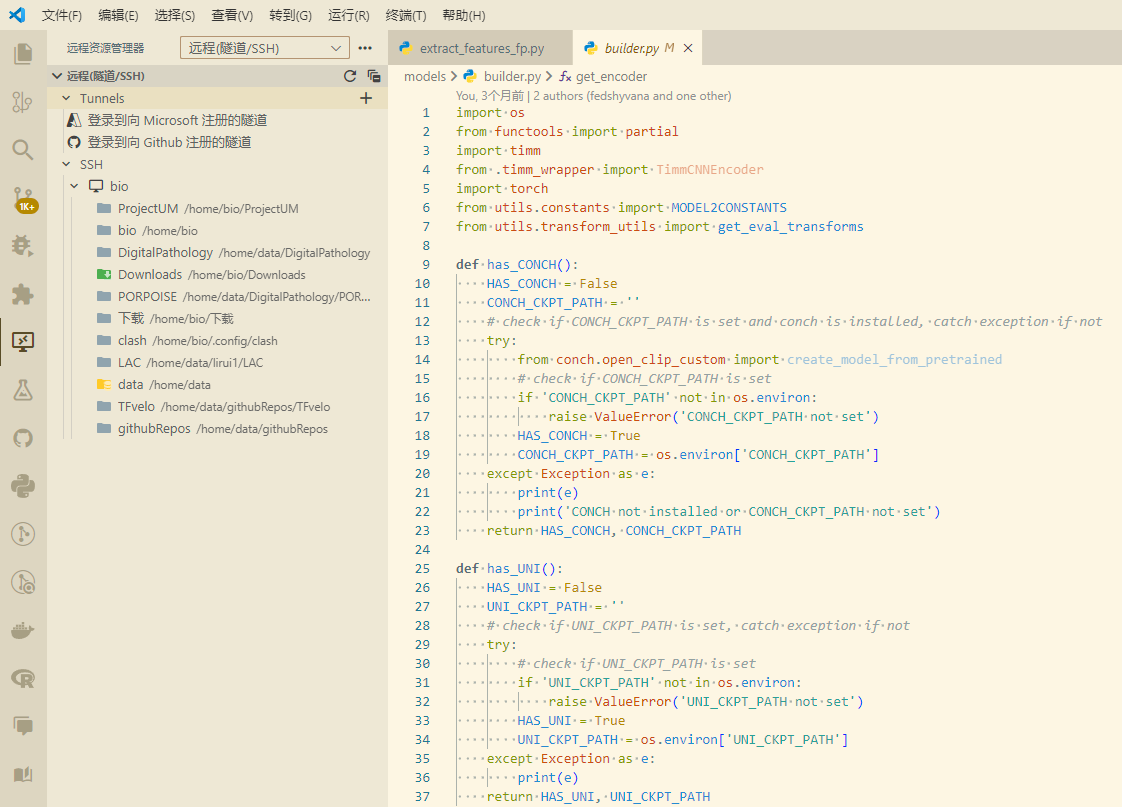 文件(F) 编辑(E) 选择(S) 查看(V) 转到(G) 运行(R) 终端(T) 帮助(H)
远程资源管理器 远程(隧道/SSH)
远程(隧道/SSH)
Tunnels
登录到向 Microsoft 注册的隧道
登录到向 Github 注册的隧道
SSH
bio
ProjectUM /home/bio/ProjectUM
bio /home/bio
DigitalPathology /home/data/DigitalPathology
Downloads /home/bio/Downloads
PORPOISE /home/data/DigitalPathology/POR...
下载 /home/bio/下载
clash /home/bio/.config/clash
LAC /home/data/lirui1/LAC
data /home/data
TFvelo /home/data/githubRepos/TFvelo
githubRepos /home/data/githubRepos
1K+
extract_features_fp.py builder.py M
models > builder.py > get_encoder
You, 3个月前 | 2 authors (fedshyvana and one other)
1 import os
2 from functools import partial
3 import timm
4 from .timm_wrapper import TimmCNNEncoder
5 import torch
6 from utils.constants import MODEL2CONSTANTS
7 from utils.transform_utils import get_eval_transforms
8
9 def has_CONCH():
10     HAS_CONCH = False
11     CONCH_CKPT_PATH = ''
12     # check if CONCH_CKPT_PATH is set and conch is installed, catch exception if not
13     try:
14         from conch.open_clip_custom import create_model_from_pretrained
15         # check if CONCH_CKPT_PATH is set
16         if 'CONCH_CKPT_PATH' not in os.environ:
17             raise ValueError('CONCH_CKPT_PATH not set')
18         HAS_CONCH = True
19         CONCH_CKPT_PATH = os.environ['CONCH_CKPT_PATH']
20     except Exception as e:
21         print(e)
22         print('CONCH not installed or CONCH_CKPT_PATH not set')
23     return HAS_CONCH, CONCH_CKPT_PATH
24
25 def has_UNI():
26     HAS_UNI = False
27     UNI_CKPT_PATH = ''
28     # check if UNI_CKPT_PATH is set, catch exception if not
29     try:
30         # check if UNI_CKPT_PATH is set
31         if 'UNI_CKPT_PATH' not in os.environ:
32             raise ValueError('UNI_CKPT_PATH not set')
33         HAS_UNI = True
34         UNI_CKPT_PATH = os.environ['UNI_CKPT_PATH']
35     except Exception as e:
36         print(e)
37     return HAS_UNI, UNI_CKPT_PATH